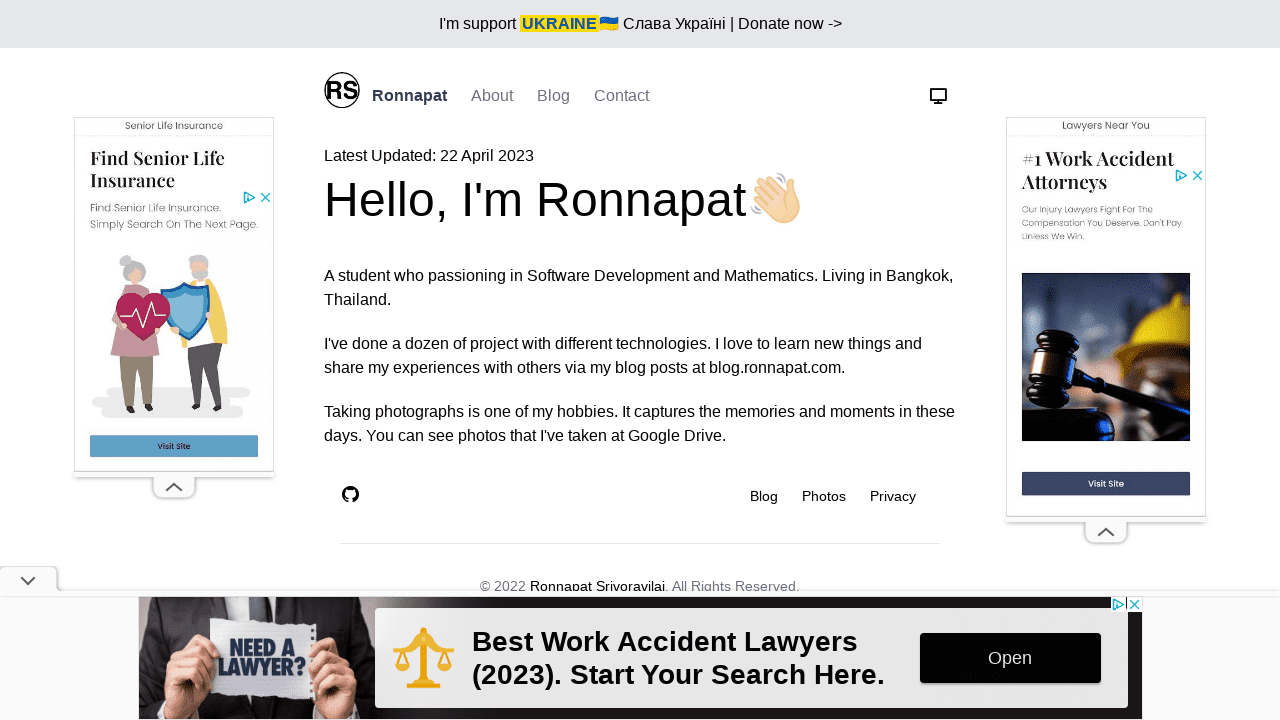 I'm support UKRAINE🇺🇦 Слава Україні | Donate now ->
RS
Ronnapat About Blog Contact
Senior Life Insurance
Find Senior Life
Insurance
Find Senior Life Insurance.
Simply Search On The Next Page.
Visit Site
Latest Updated: 22 April 2023
Hello, I'm Ronnapat👋🏻
A student who passioning in Software Development and Mathematics. Living in Bangkok,
Thailand.
I've done a dozen of project with different technologies. I love to learn new things and
share my experiences with others via my blog posts at blog.ronnapat.com.
Taking photographs is one of my hobbies. It captures the memories and moments in these
days. You can see photos that I've taken at Google Drive.
Blog Photos Privacy
© 2022 Ronnapat Srivoravilai. All Rights Reserved.
Lawyers Near You
#1 Work Accident
Attorneys
Our Injury Lawyers Fight For The
Compensation You Deserve. Don't Pay
Unless We Win.
Visit Site
NEED A
LAWYER?
Best Work Accident Lawyers
(2023). Start Your Search Here.
Open